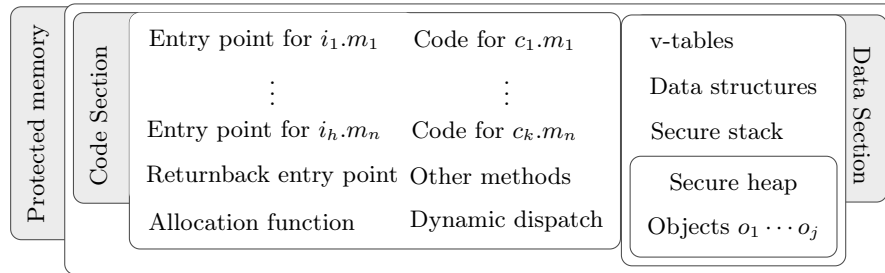 Protected memory
Code Section
Entry point for i₁.m₁
⋮
Entry point for iₕ.mₙ
Returnback entry point
Allocation function
Code for c₁.m₁
⋮
Code for cₖ.mₙ
Other methods
Dynamic dispatch
v-tables
Data structures
Secure stack
Secure heap
Objects o₁ ⋯ oⱼ
Data Section